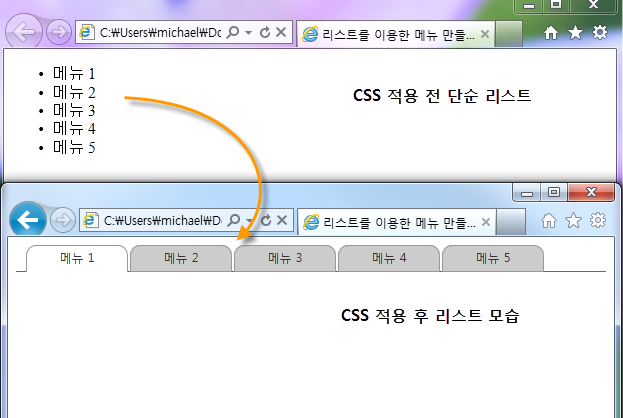 C:₩Users₩michael₩Do
리스트를 이용한 메뉴 만들...
• 메뉴 1
• 메뉴 2
• 메뉴 3
• 메뉴 4
• 메뉴 5
CSS 적용 전 단순 리스트
C:₩Users₩michael₩D
리스트를 이용한 메뉴 만들...
메뉴 1 메뉴 2 메뉴 3 메뉴 4 메뉴 5
CSS 적용 후 리스트 모습